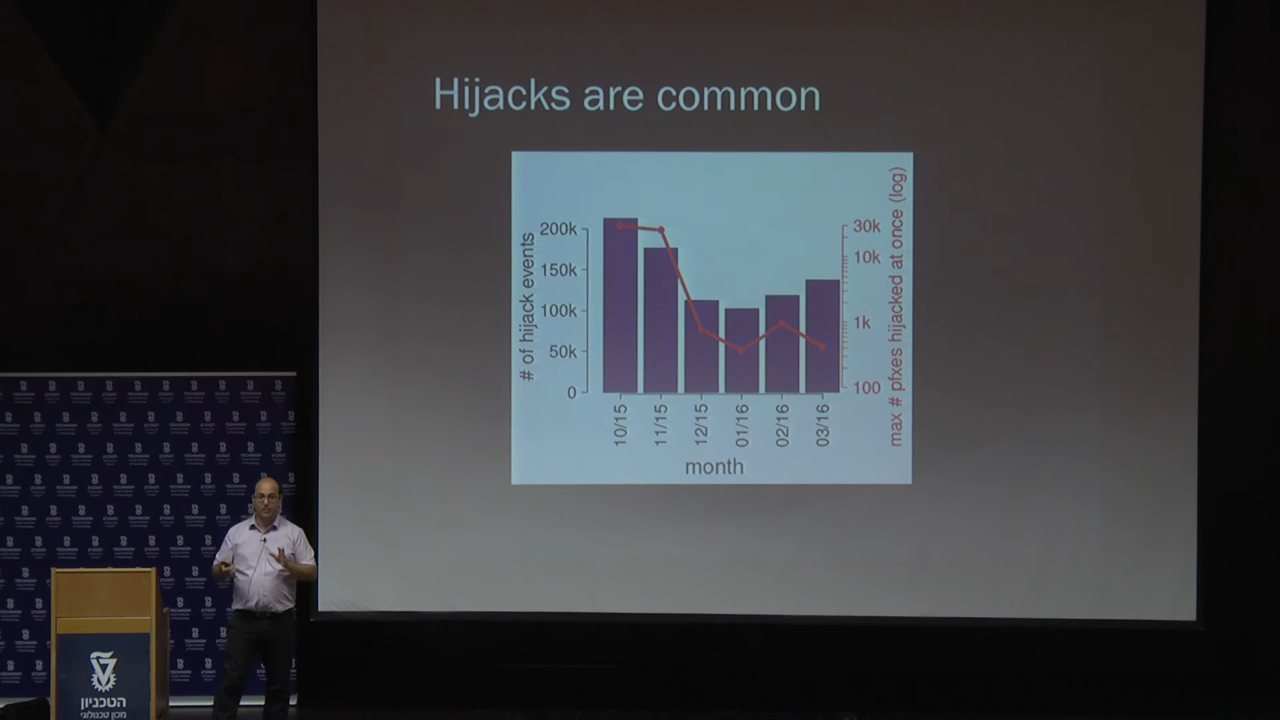 Hijacks are common
# of hijack events
200k
150k
100k
50k
0
10/15
11/15
12/15
01/16
02/16
03/16
month
30k
10k
1k
100
max # pfxes hijacked at once (log)
הטכניון
מכון טכנולוגי